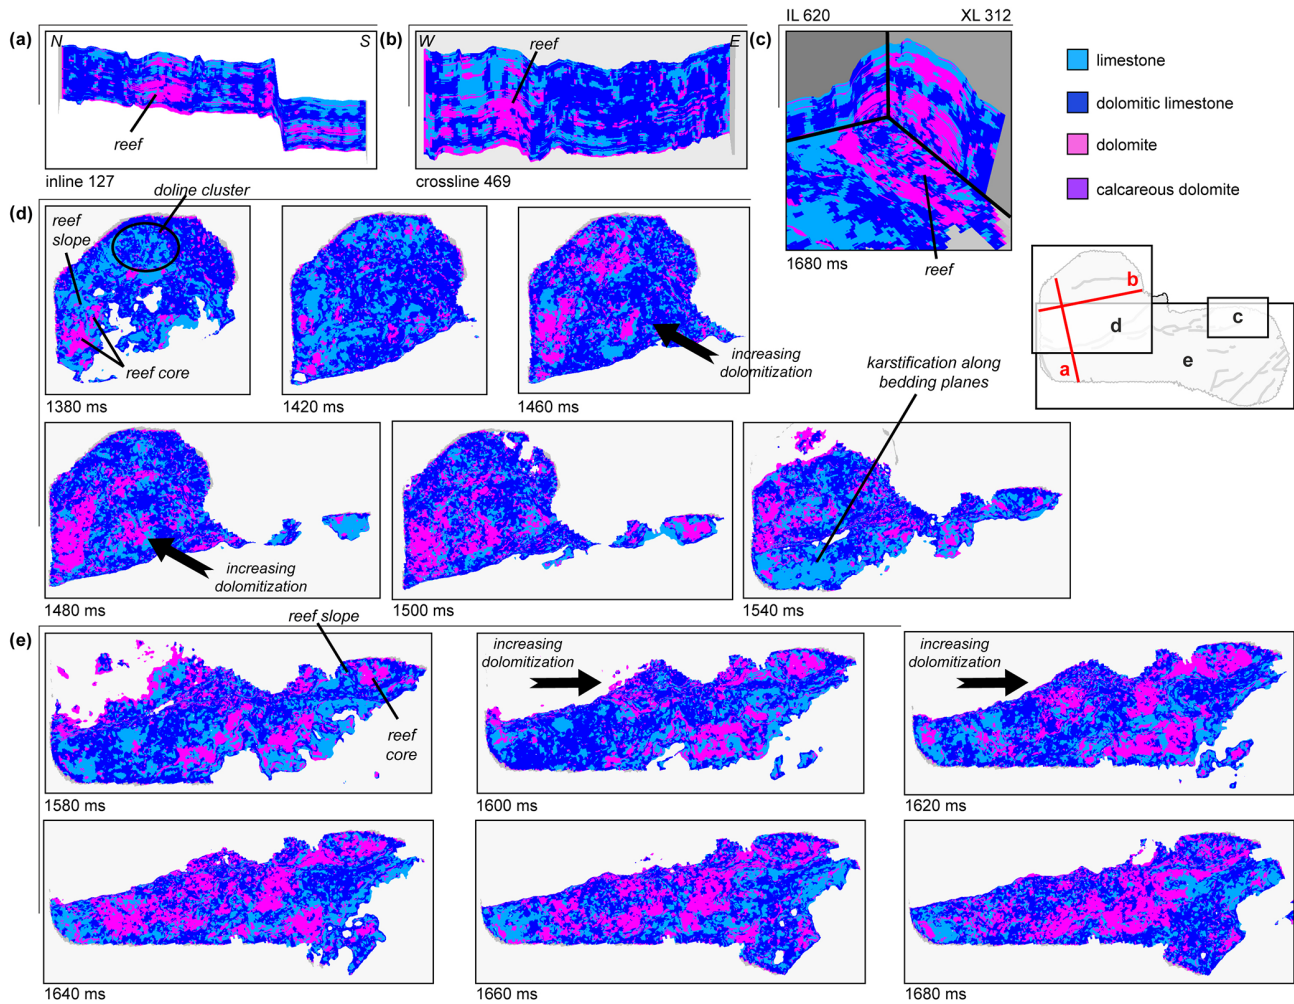 (a)
N
S
reef
inline 127
(b)
W
E
reef
crossline 469
(c)
IL 620
XL 312
1680 ms
reef
limestone
dolomitic limestone
dolomite
calcareous dolomite
b
d
c
e
a
(d)
doline cluster
reef
slope
reef core
1380 ms
1420 ms
increasing
dolomitization
1460 ms
increasing
dolomitization
1480 ms
1500 ms
karstification along
bedding planes
1540 ms
(e)
reef slope
reef
core
1580 ms
increasing
dolomitization
1600 ms
increasing
dolomitization
1620 ms
1640 ms
1660 ms
1680 ms